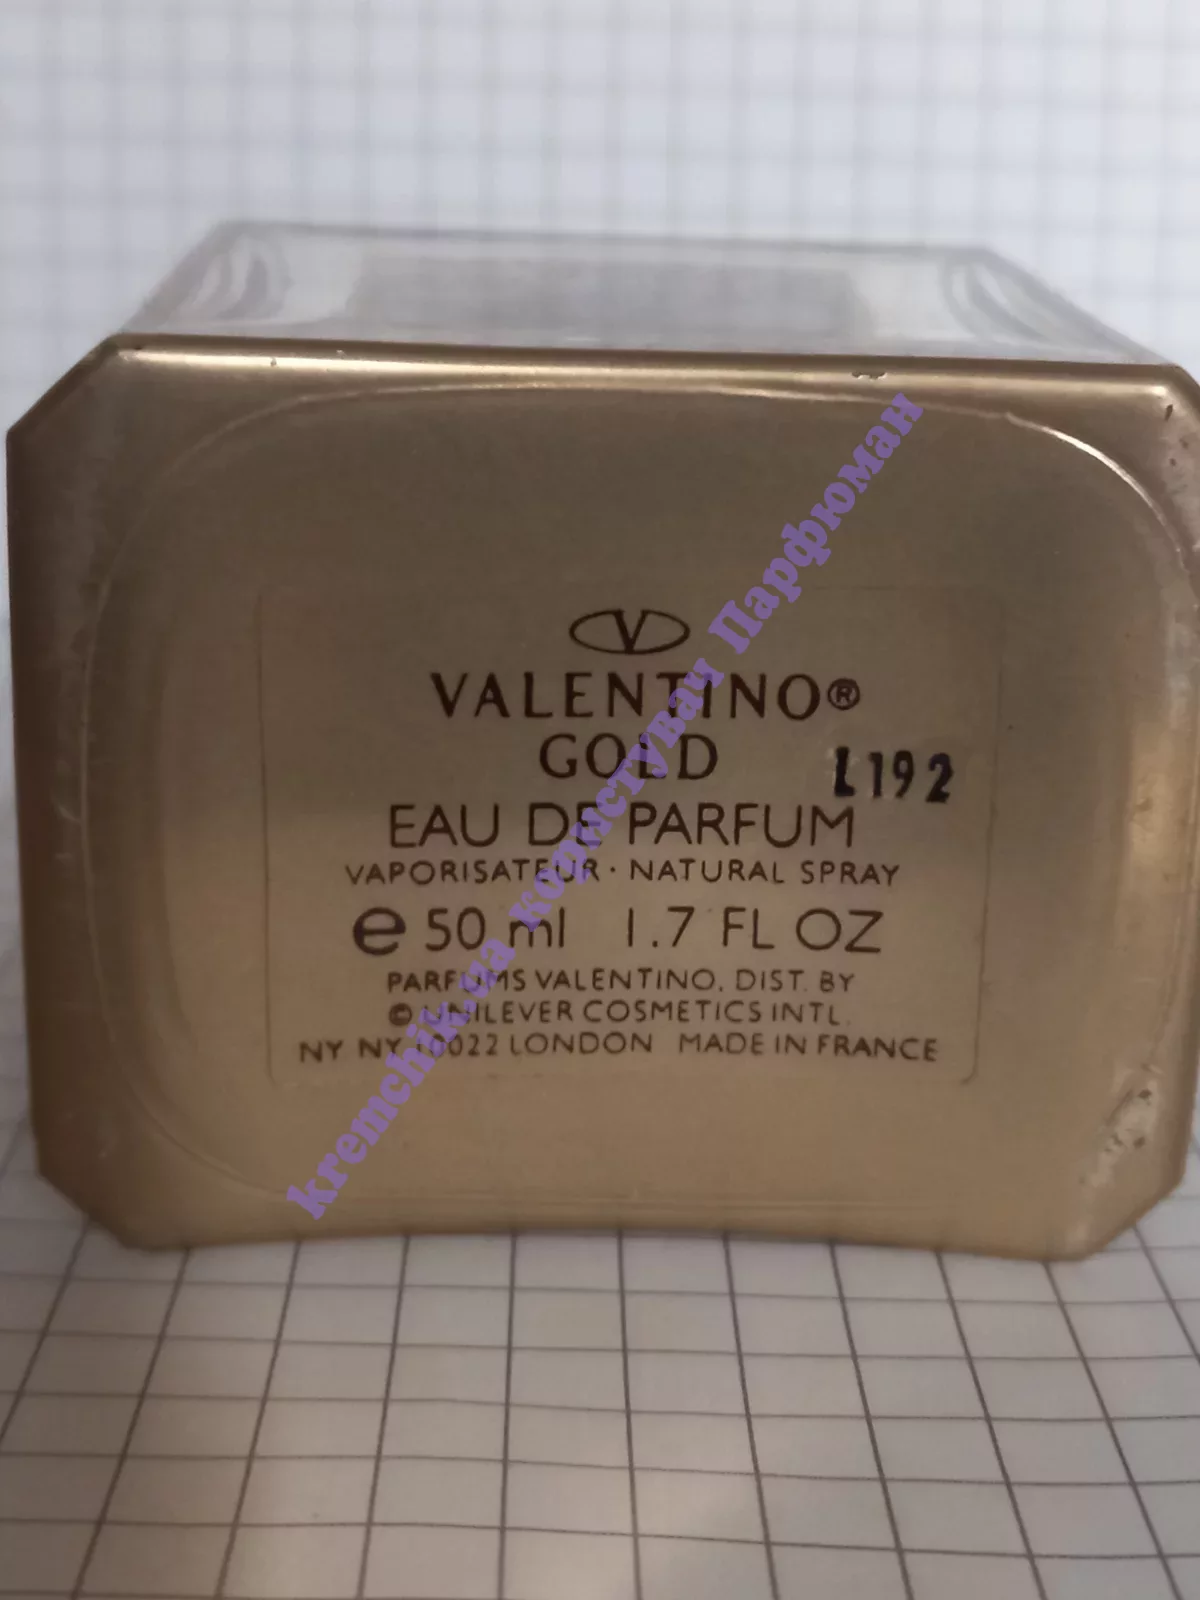 V
VALENTINO®
GOLD
L192
EAU DE PARFUM
VAPORISATEUR · NATURAL SPRAY
e 50 ml 1.7 FL OZ
PARFUMS VALENTINO, DIST. BY
© UNILEVER COSMETICS INTL.
NY NY 10022 LONDON MADE IN FRANCE
kremchik.ua користувач Парфюман